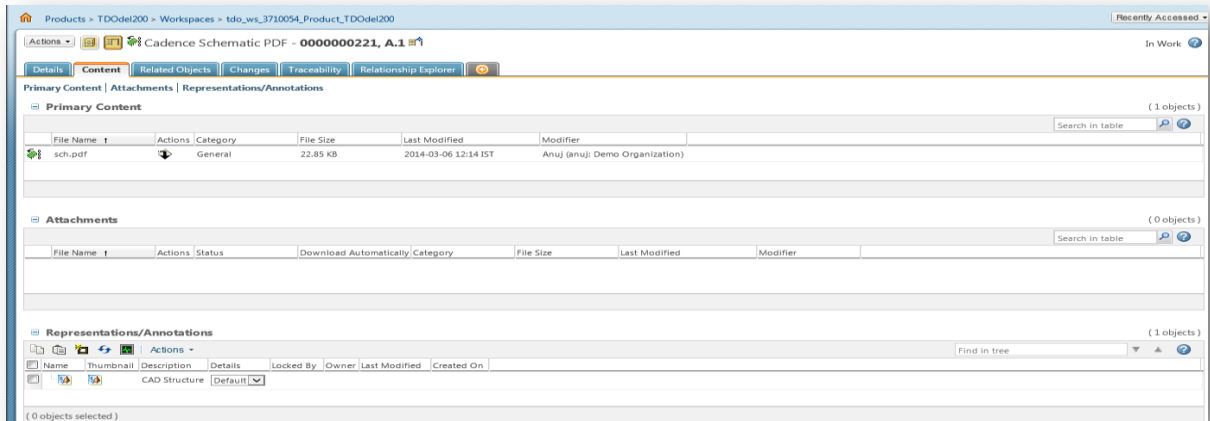 Products > TDOdel200 > Workspaces > tdo_ws_3710054_Product_TDOdel200
Recently Accessed
Actions Cadence Schematic PDF - 0000000221, A.1 In Work
Details Content Related Objects Changes Traceability Relationship Explorer
Primary Content | Attachments | Representations/Annotations
Primary Content ( 1 objects )
Search in table
File Name Actions Category File Size Last Modified Modifier
sch.pdf General 22.85 KB 2014-03-06 12:14 IST Anuj (anuj: Demo Organization)
Attachments ( 0 objects )
Search in table
File Name Actions Status Download Automatically Category File Size Last Modified Modifier
Representations/Annotations ( 1 objects )
Actions Find in tree
Name Thumbnail Description Details Locked By Owner Last Modified Created On
CAD Structure Default
( 0 objects selected )